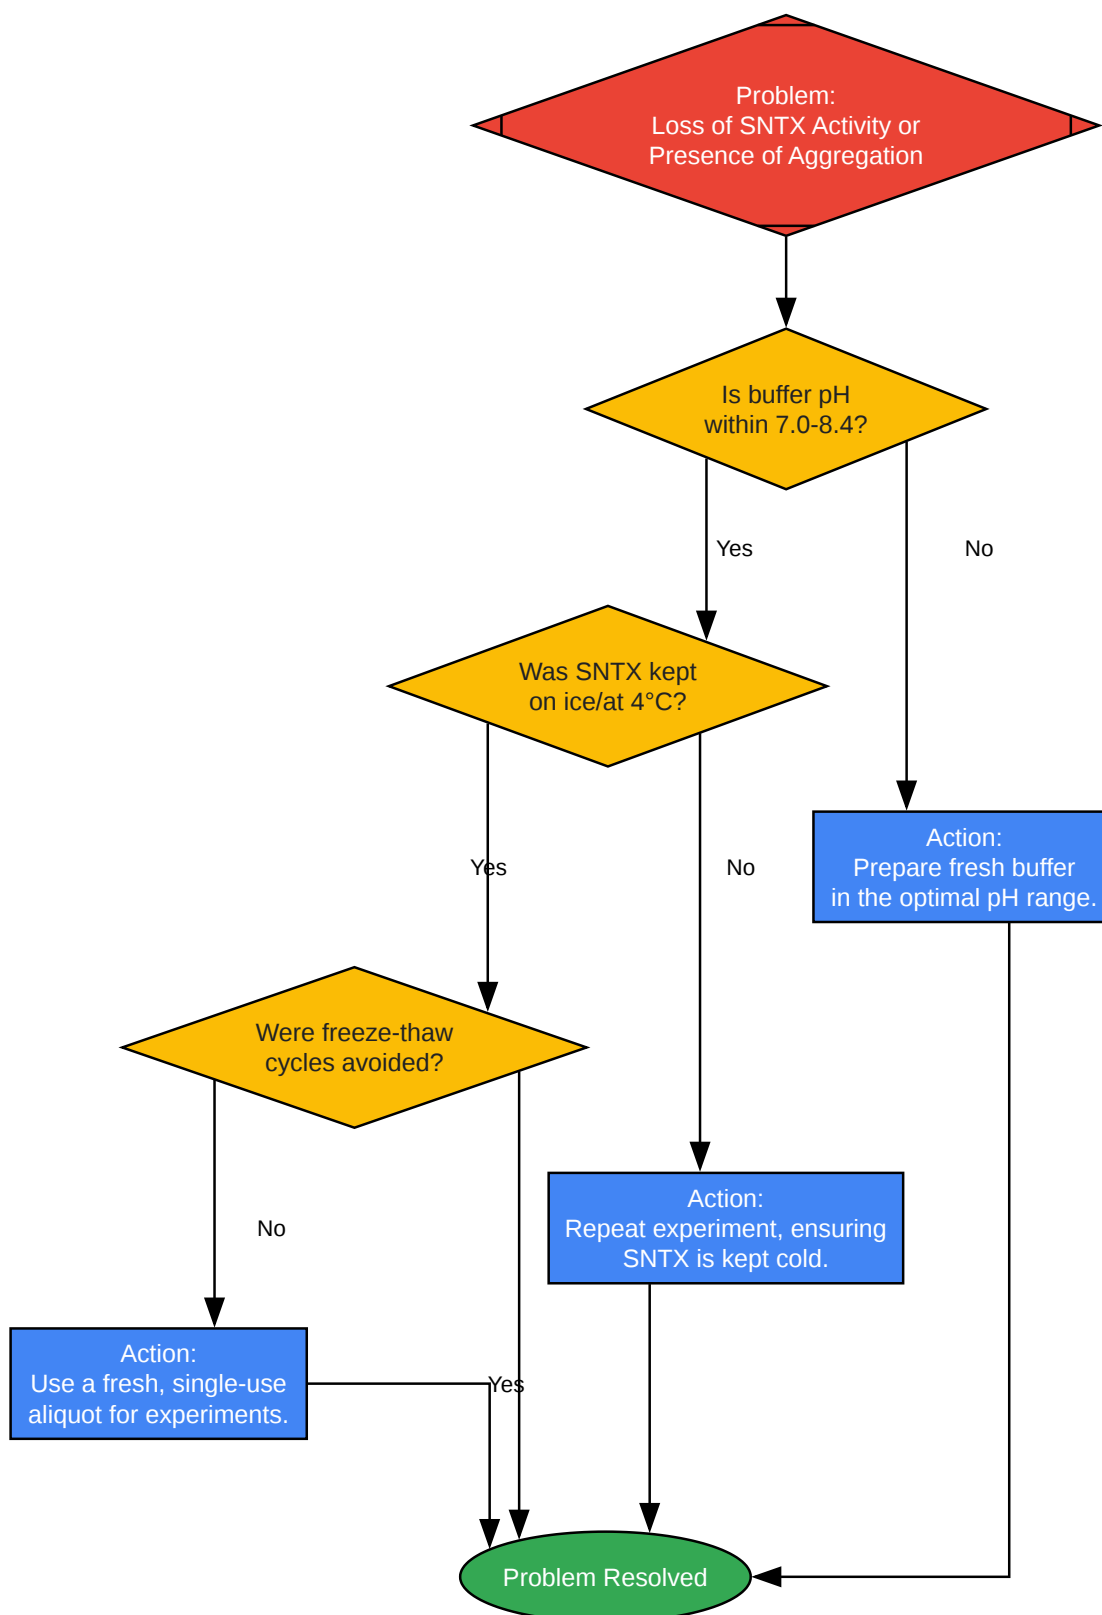 Problem:
Loss of SNTX Activity or
Presence of Aggregation
Is buffer pH
within 7.0-8.4?
Yes
No
Was SNTX kept
on ice/at 4°C?
Yes
No
Action:
Prepare fresh buffer
in the optimal pH range.
Were freeze-thaw
cycles avoided?
No
Action:
Repeat experiment, ensuring
SNTX is kept cold.
Action:
Use a fresh, single-use
aliquot for experiments.
Yes
Problem Resolved